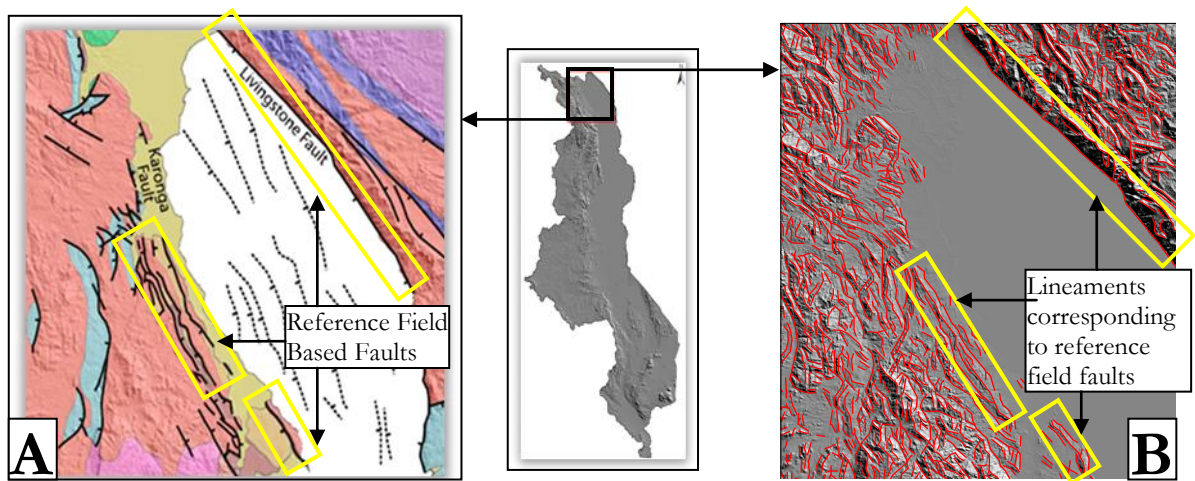 Livingstone Fault
Karonga
Fault
Reference Field
Based Faults
A
N
Lineaments
corresponding
to reference
field faults
B